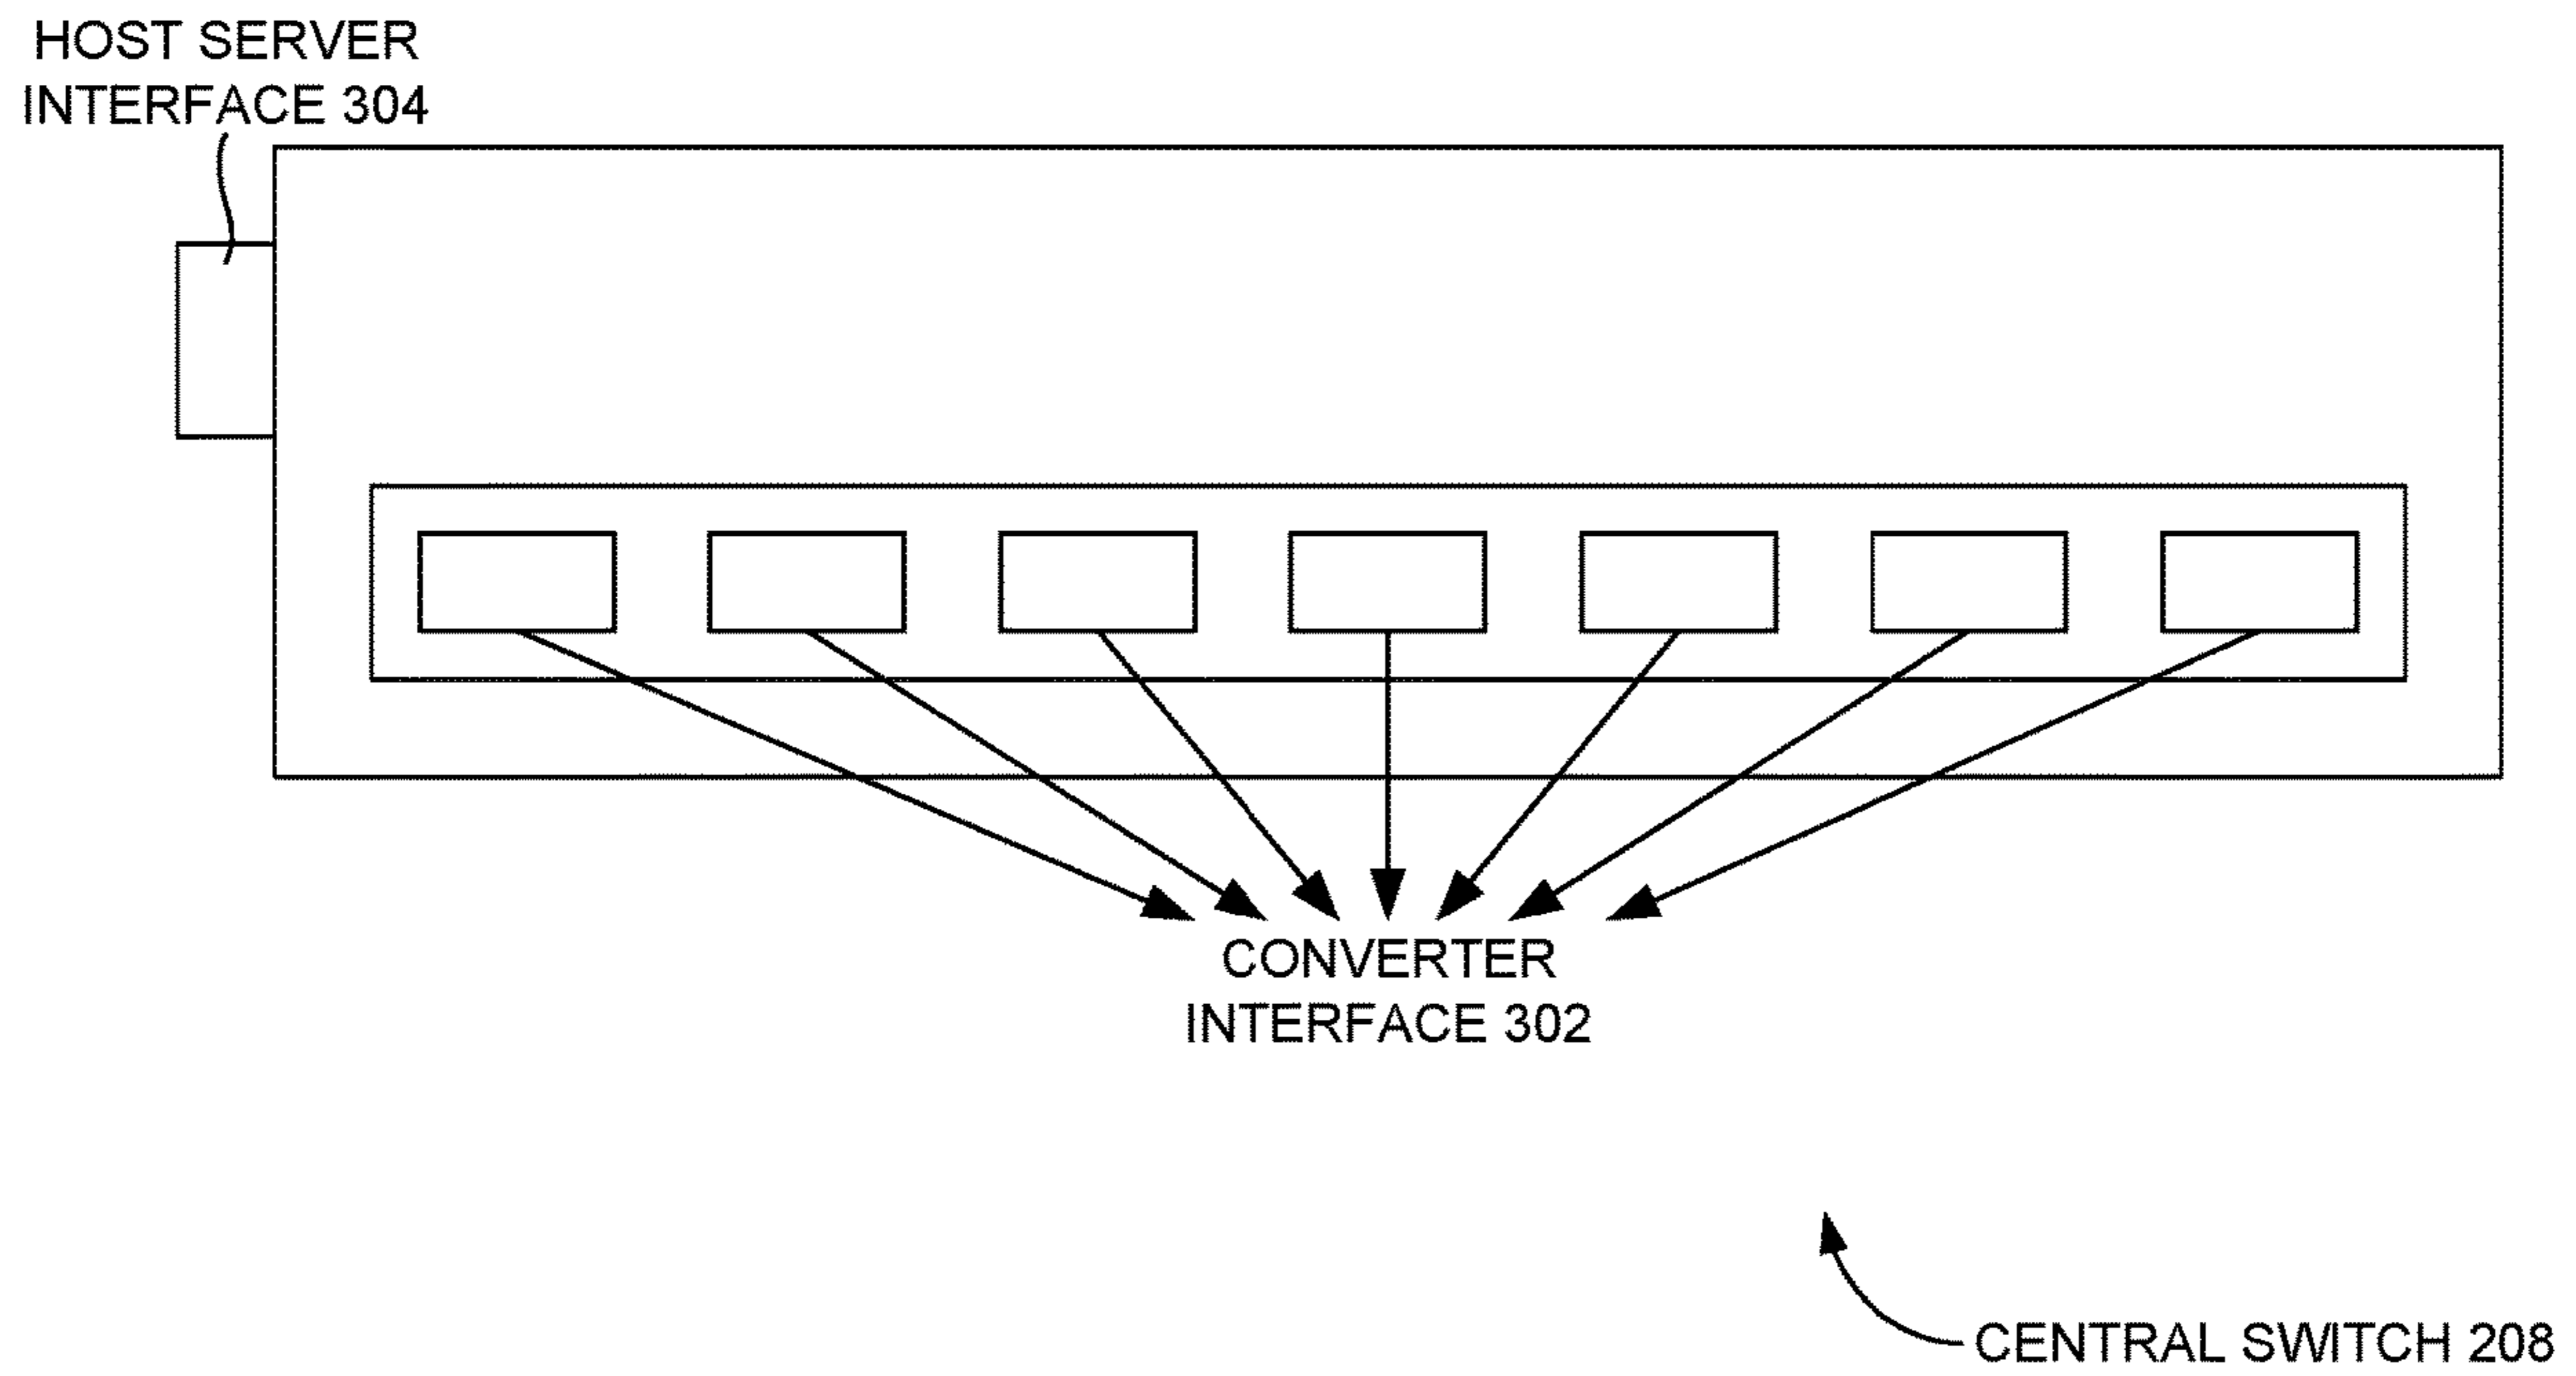 HOST SERVER
INTERFACE 304
CONVERTER
INTERFACE 302
CENTRAL SWITCH 208